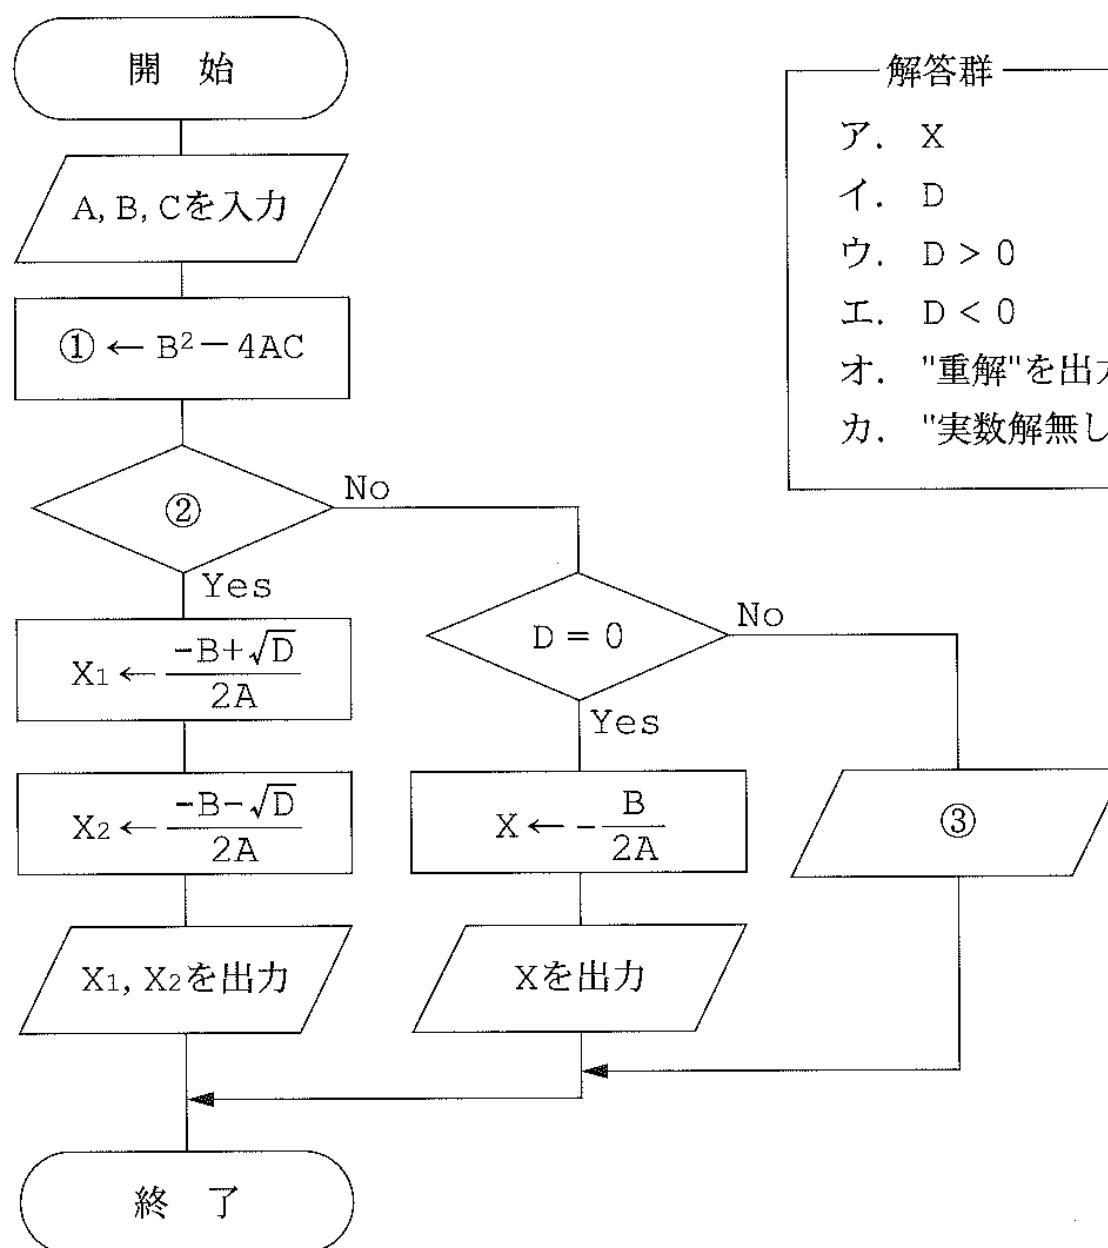 開 始
A, B, Cを入力
① ← B² − 4AC
②
No
Yes
X₁ ← -B+√D / 2A
X₂ ← -B-√D / 2A
X₁, X₂を出力
D = 0
No
Yes
X ← - B / 2A
Xを出力
③
終 了
解答群
ア. X
イ. D
ウ. D > 0
エ. D < 0
オ. "重解"を出
カ. "実数解無し